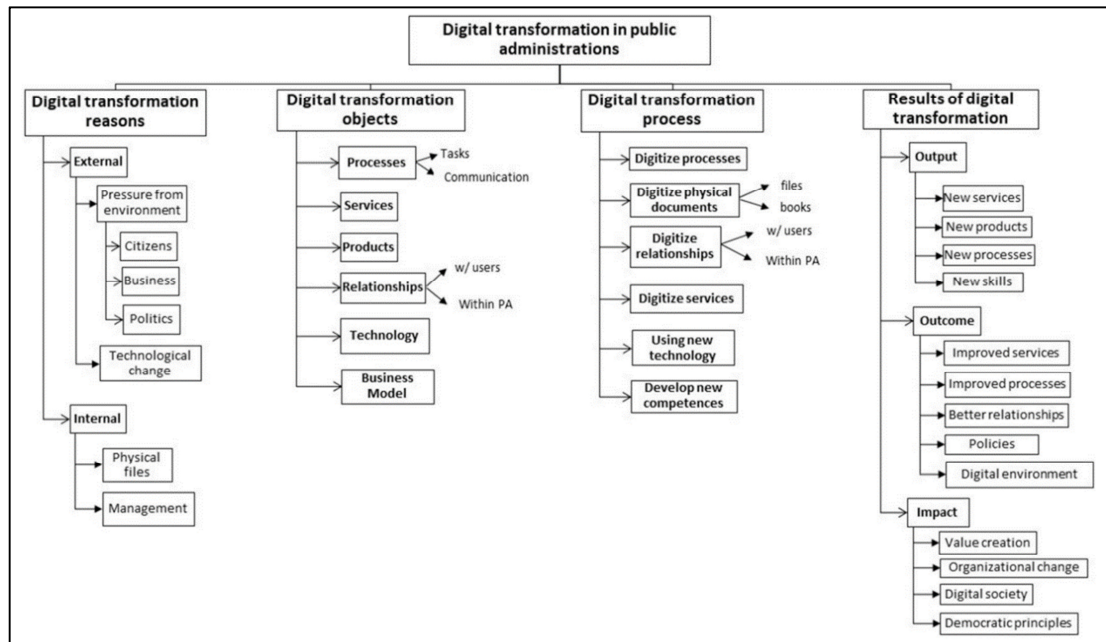 Digital transformation in public
administrations
Digital transformation
reasons
External
Pressure from
environment
Citizens
Business
Politics
Technological
change
Internal
Physical
files
Management
Digital transformation
objects
Processes
Tasks
Communication
Services
Products
Relationships
w/ users
Within PA
Technology
Business
Model
Digital transformation
process
Digitize processes
Digitize physical
documents
files
books
Digitize
relationships
w/ users
Within PA
Digitize services
Using new
technology
Develop new
competences
Results of digital
transformation
Output
New services
New products
New processes
New skills
Outcome
Improved services
Improved processes
Better relationships
Policies
Digital environment
Impact
Value creation
Organizational change
Digital society
Democratic principles